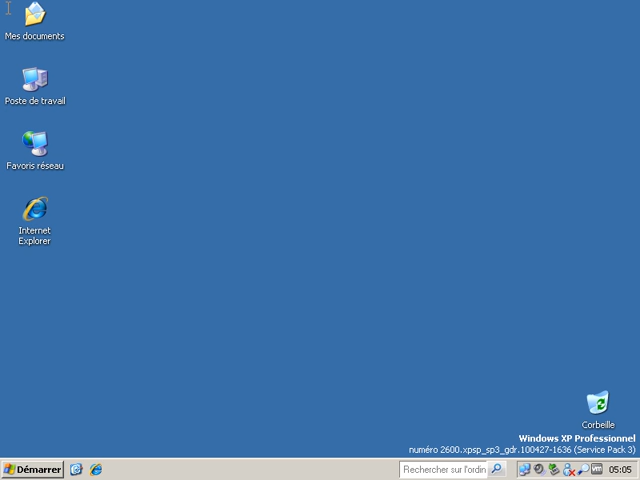 Mes documents
Poste de travail
Favoris réseau
Internet
Explorer
Corbeille
Windows XP Professionnel
numéro 2600.xpsp_sp3_gdr.100427-1636 (Service Pack 3)
Démarrer
Rechercher sur l'ordin
05:05